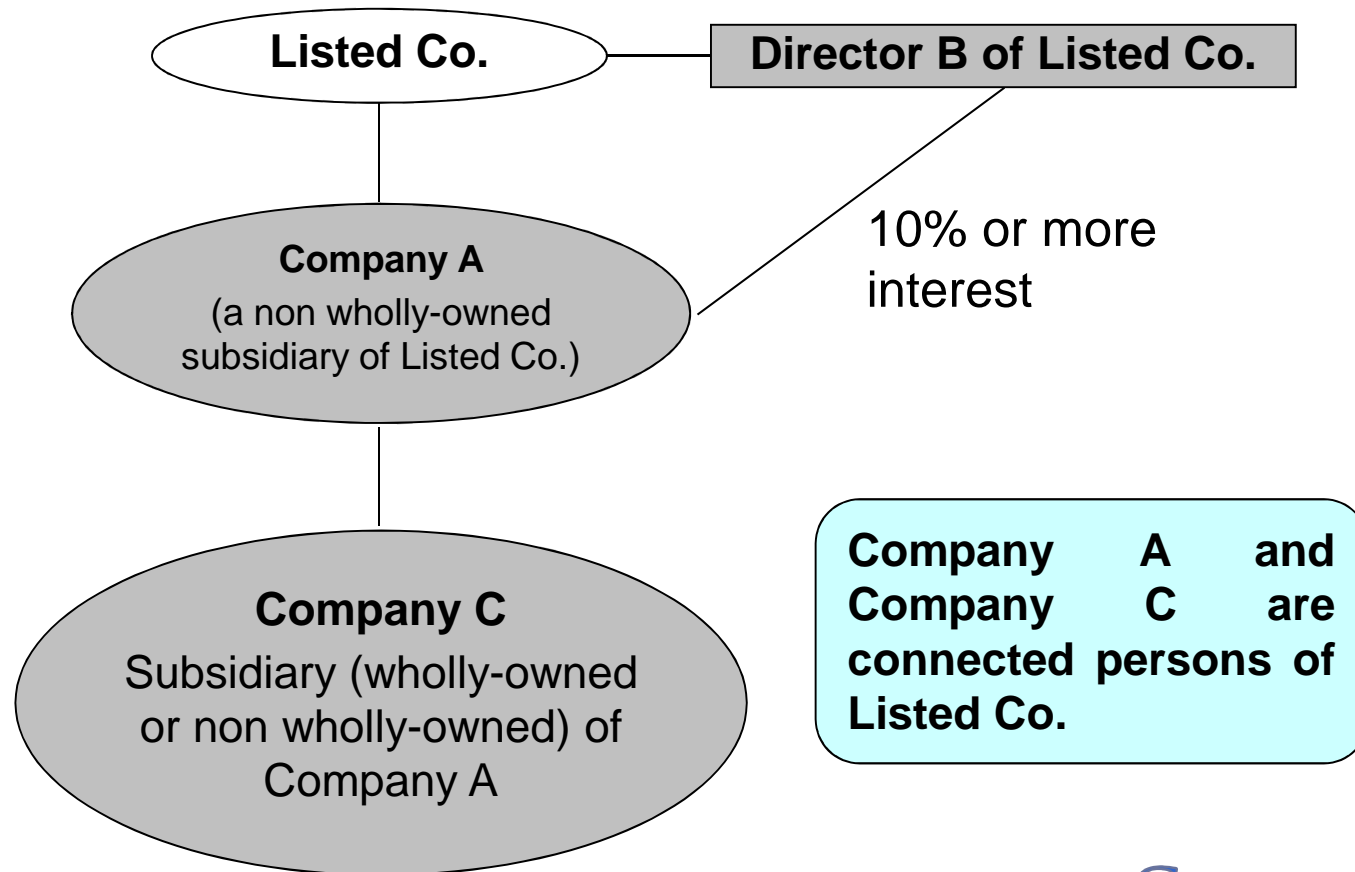 Listed Co.
Director B of Listed Co.
10% or more
interest
Company A
(a non wholly-owned
subsidiary of Listed Co.)
Company C
Subsidiary (wholly-owned
or non wholly-owned) of
Company A
Company A and
Company C are
connected persons of
Listed Co.